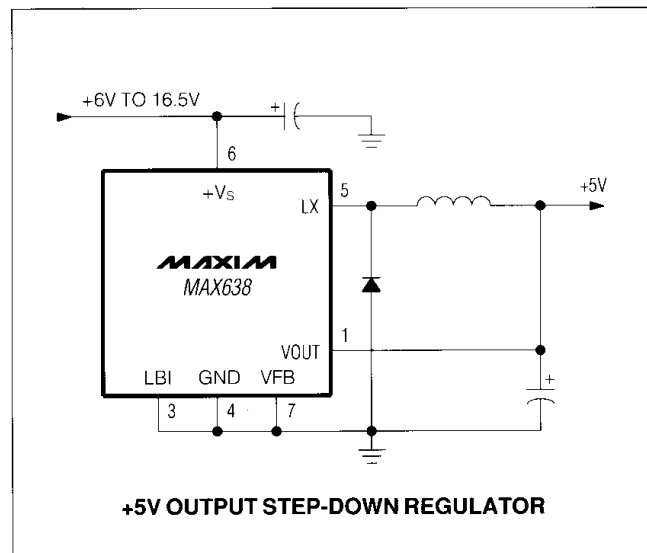 +6V TO 16.5V
+
6
+VS
5
LX
+5V
MAXIM
MAX638
1
VOUT
LBI GND VFB
+
3 4 7
+5V OUTPUT STEP-DOWN REGULATOR